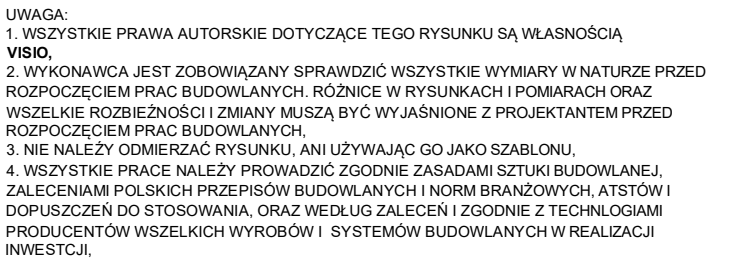 UWAGA:
1. WSZYSTKIE PRAWA AUTORSKIE DOTYCZĄCE TEGO RYSUNKU SĄ WŁASNOŚCIĄ
VISIO,
2. WYKONAWCA JEST ZOBOWIĄZANY SPRAWDZIĆ WSZYSTKIE WYMIARY W NATURZE PRZED
ROZPOCZĘCIEM PRAC BUDOWLANYCH. RÓŻNICE W RYSUNKACH I POMIARACH ORAZ
WSZELKIE ROZBIEŹNOŚCI I ZMIANY MUSZĄ BYĆ WYJAŚNIONE Z PROJEKTANTEM PRZED
ROZPOCZĘCIEM PRAC BUDOWLANYCH,
3. NIE NALEŻY ODMIERZAĆ RYSUNKU, ANI UŻYWAJĄC GO JAKO SZABLONU,
4. WSZYSTKIE PRACE NALEŻY PROWADZIĆ ZGODNIE ZASADAMI SZTUKI BUDOWLANEJ,
ZALECENIAMI POLSKICH PRZEPISÓW BUDOWLANYCH I NORM BRANŻOWYCH, ATSTÓW I
DOPUSZCZEŃ DO STOSOWANIA, ORAZ WEDŁUG ZALECEŃ I ZGODNIE Z TECHNLOGIAMI
PRODUCENTÓW WSZELKICH WYROBÓW I  SYSTEMÓW BUDOWLANYCH W REALIZACJI
INWESTCJI,